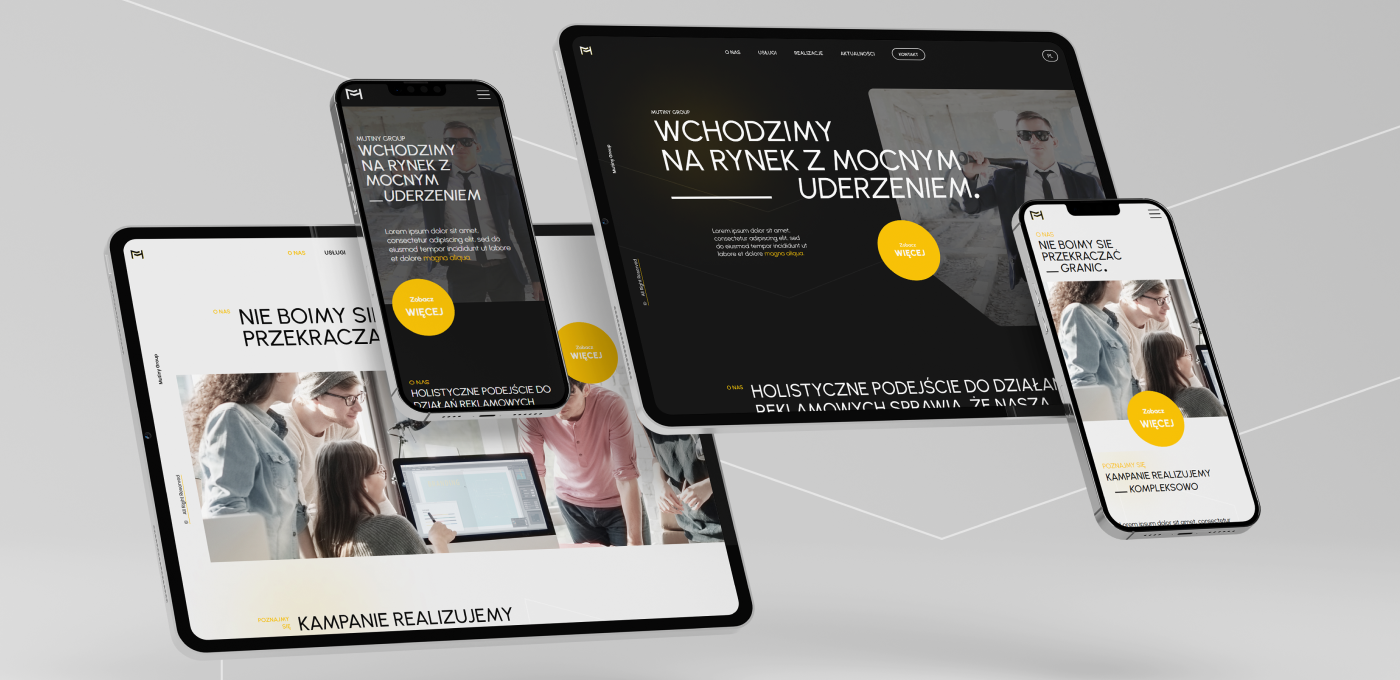 O NAS
USŁUGI
REALIZACJE
AKTUALNOŚCI
KONTAKT
PL
MUTINY GROUP
WCHODZIMY
NA RYNEK Z MOCNYM
UDERZENIEM.
Lorem ipsum dolor sit amet,
consectetur adipiscing elit, sed
do eiusmod tempor incididunt ut
labore et dolore magna aliqua.
Zobacz
WIĘCEJ
Mutiny Group
© All Right Reserved
O NAS
HOLISTYCZNE PODEJŚCIE DO DZIAŁAŃ
REKLAMOWYCH SPRAWIA, ŻE NASZA
MUTINY GROUP
WCHODZIMY
NA RYNEK Z
MOCNYM
UDERZENIEM
Lorem ipsum dolor sit amet,
consectetur adipiscing elit, sed do
eiusmod tempor incididunt ut labore
et dolore magna aliqua.
Zobacz
WIĘCEJ
O NAS
HOLISTYCZNE PODEJŚCIE DO
DZIAŁAŃ REKLAMOWYCH
O NAS
USŁUGI
O NAS
NIE BOIMY SI
PRZEKRACZA
Zobacz
WIĘCEJ
Mutiny Group
© All Right Reserved
POZNAJMY
SIĘ
KAMPANIE REALIZUJEMY
O NAS
NIE BOIMY SIĘ
PRZEKRACZAĆ
GRANIC.
Zobacz
WIĘCEJ
POZNAJMY SIĘ
KAMPANIE REALIZUJEMY
KOMPLEKSOWO
Lorem ipsum dolor sit amet, consectetur